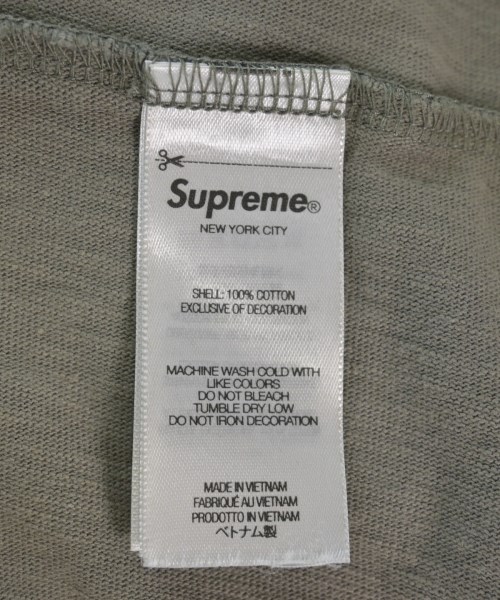 Supreme®
NEW YORK CITY
SHELL: 100% COTTON
EXCLUSIVE OF DECORATION
MACHINE WASH COLD WITH
LIKE COLORS
DO NOT BLEACH
TUMBLE DRY LOW
DO NOT IRON DECORATION
MADE IN VIETNAM
FABRIQUÉ AU VIETNAM
PRODOTTO IN VIETNAM
ベトナム製